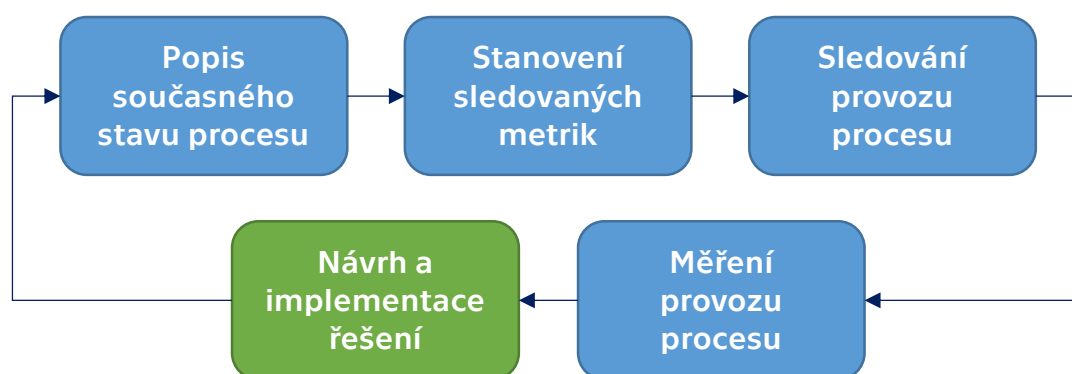 Popis
současného
stavu procesu
Stanovení
sledovaných
metrik
Sledování
provozu
procesu
Návrh a
implementace
řešení
Měření
provozu
procesu